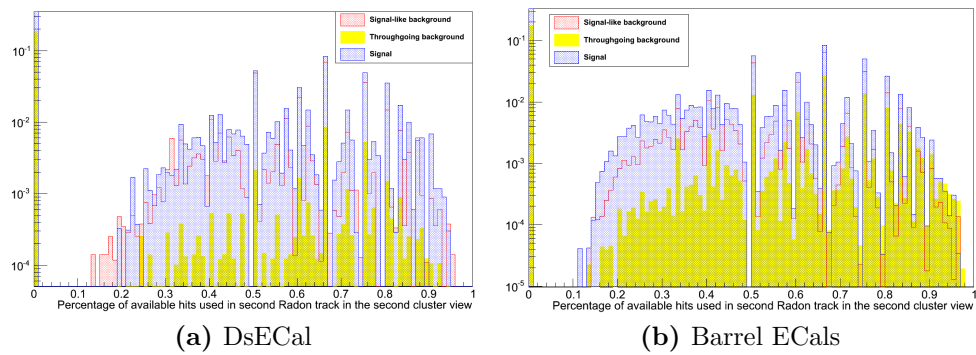 Signal-like background
Throughgoing background
Signal
10⁻¹
10⁻²
10⁻³
10⁻⁴
0 0.1 0.2 0.3 0.4 0.5 0.6 0.7 0.8 0.9 1
Percentage of available hits used in second Radon track in the second cluster view
(a) DsECal
Signal-like background
Throughgoing background
Signal
10⁻¹
10⁻²
10⁻³
10⁻⁴
10⁻⁵
0 0.1 0.2 0.3 0.4 0.5 0.6 0.7 0.8 0.9 1
Percentage of available hits used in second Radon track in the second cluster view
(b) Barrel ECals